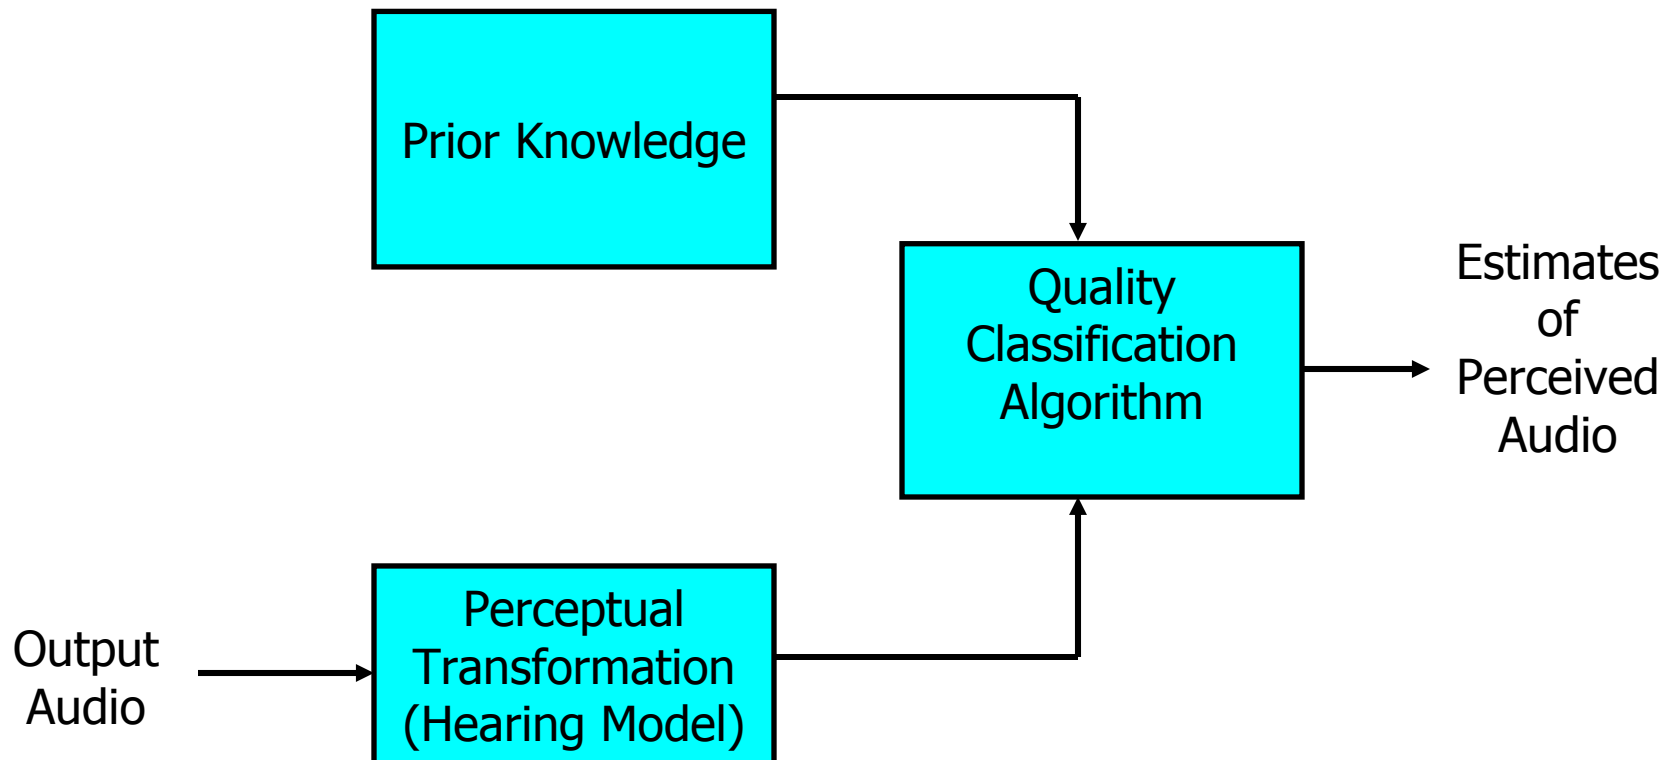 Prior Knowledge
Quality
Classification
Algorithm
Estimates
of
Perceived
Audio
Output
Audio
Perceptual
Transformation
(Hearing Model)